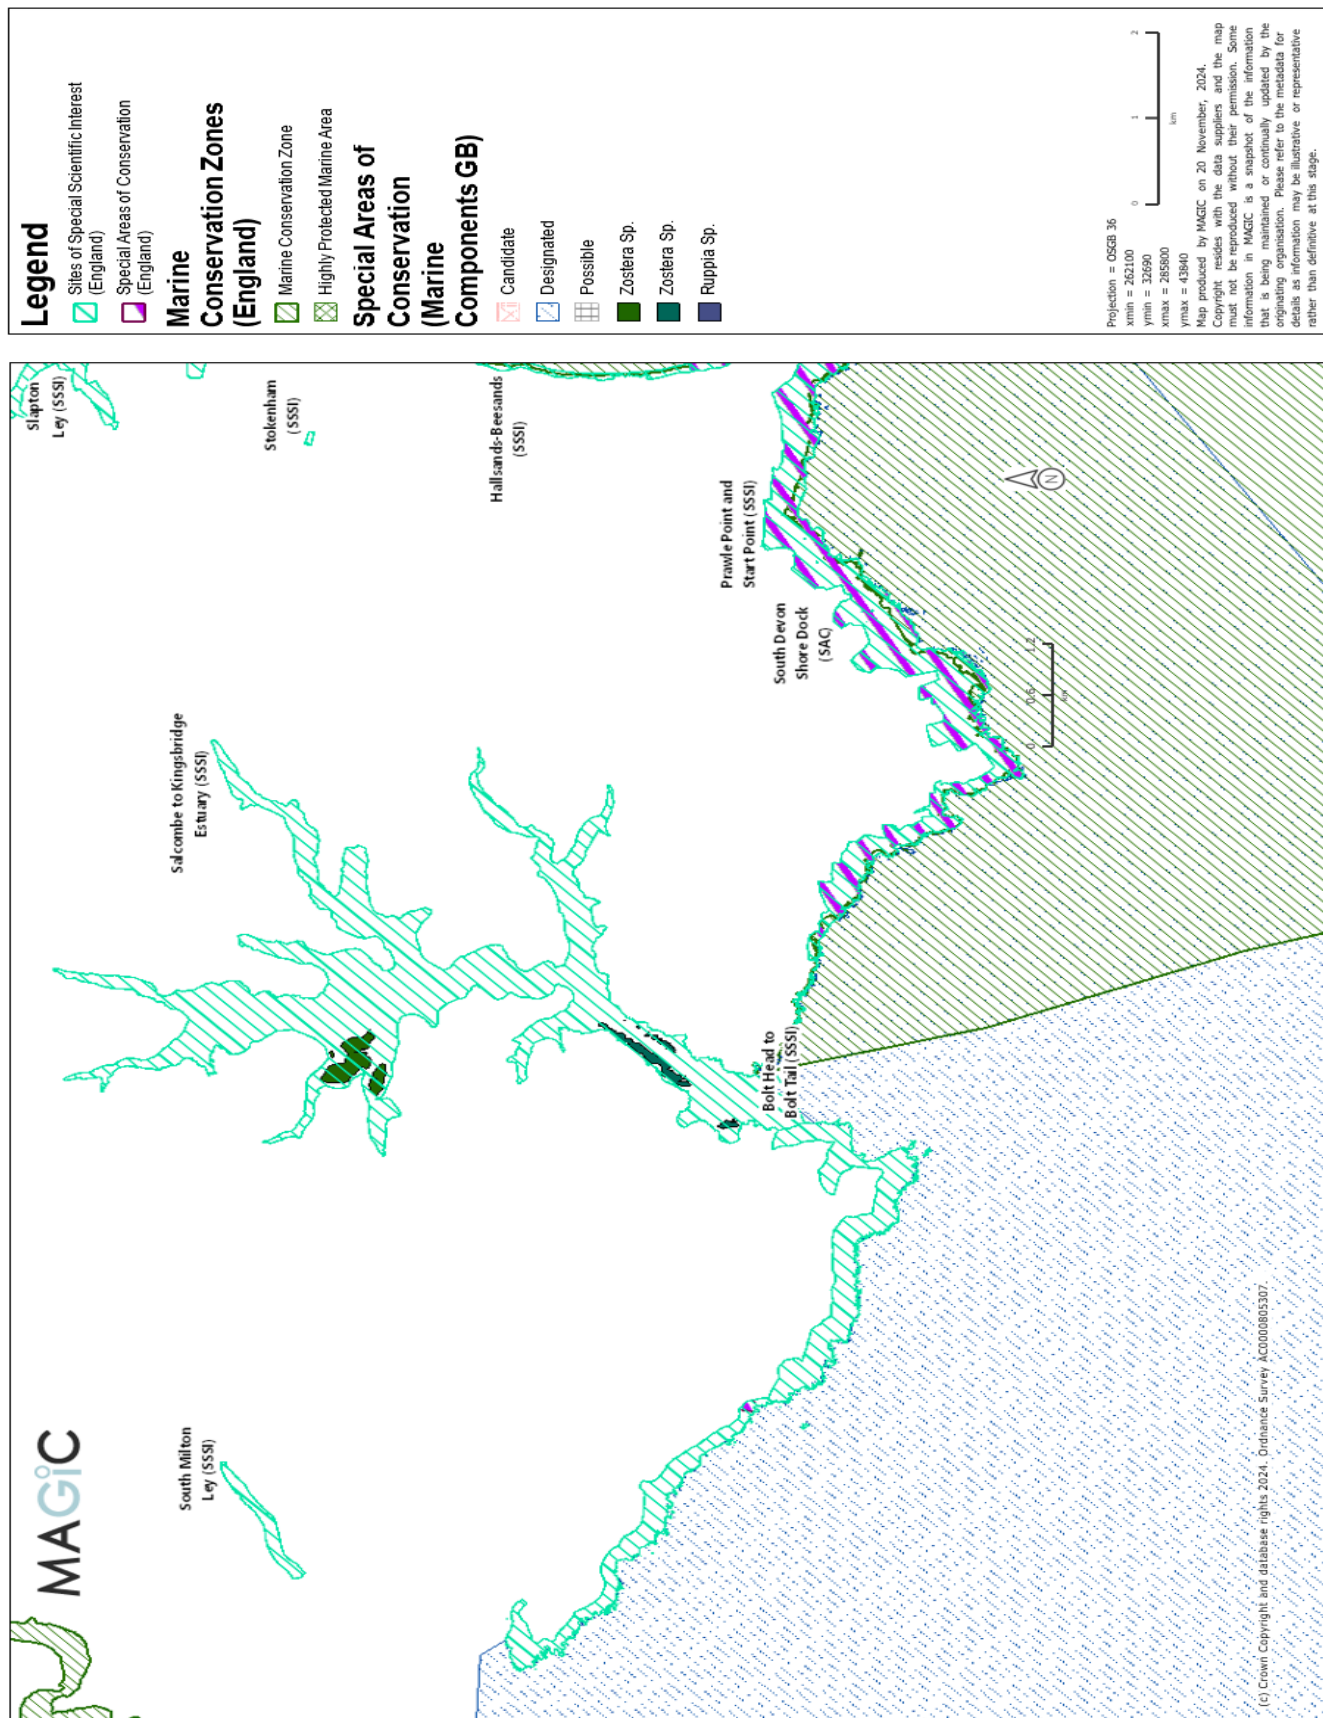 MAGiC
South Milton
Ley (SSSI)
Salcombe to Kingsbridge
Estuary (SSSI)
Slapton
Ley (SSSI)
Stokenham
(SSSI)
Hallsands-Beesands
(SSSI)
Prawle Point and
Start Point (SSSI)
South Devon
Shore Dock
(SAC)
Bolt Head to
Bolt Tail (SSSI)
N
0 0.6 1.2
km
(c) Crown Copyright and database rights 2024. Ordnance Survey AC0000805307.
Legend
Sites of Special Scientific Interest
(England)
Special Areas of Conservation
(England)
Marine
Conservation Zones
(England)
Marine Conservation Zone
Highly Protected Marine Area
Special Areas of
Conservation
(Marine
Components GB)
Candidate
Designated
Possible
Zostera Sp.
Zostera Sp.
Ruppia Sp.
0 1 2
km
Projection = OSGB 36
xmin = 262100
ymin = 32690
xmax = 285800
ymax = 43840
Map produced by MAGIC on 20 November, 2024.
Copyright resides with the data suppliers and the map
must not be reproduced without their permission. Some
information in MAGIC is a snapshot of the information
that is being maintained or continually updated by the
originating organisation. Please refer to the metadata for
details as information may be illustrative or representative
rather than definitive at this stage.